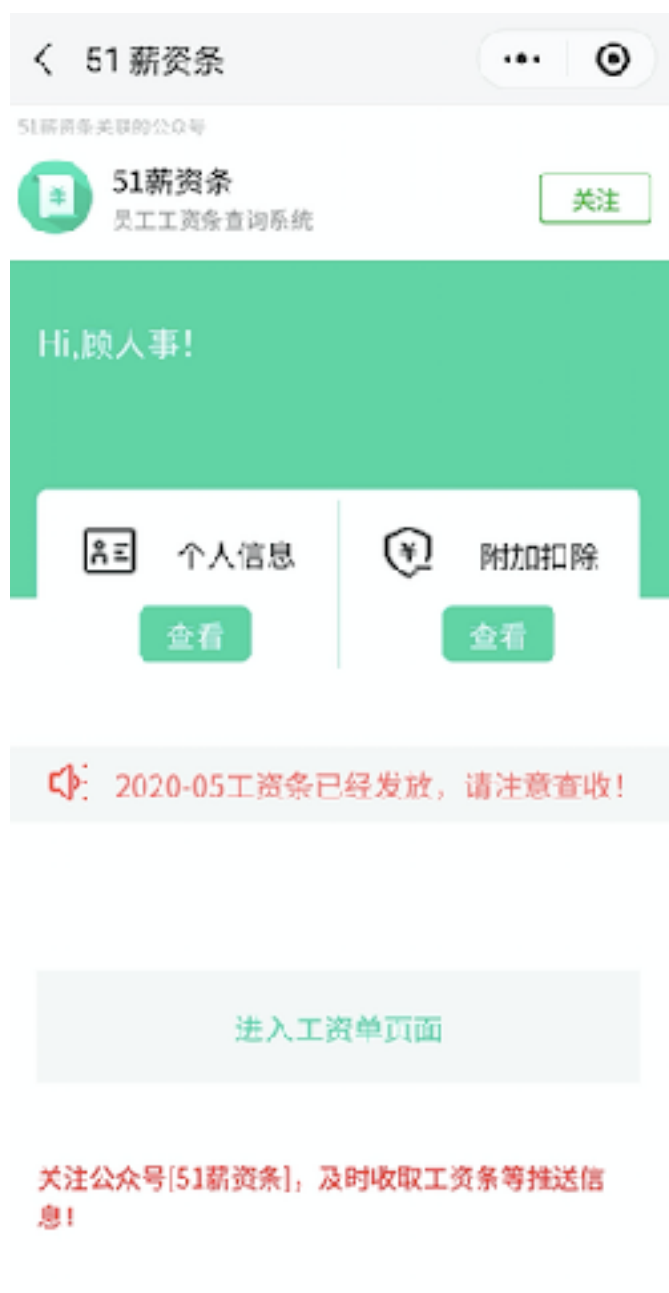 51薪资条
51薪资条关联的公众号
51薪资条
员工工资条查询系统
关注
Hi,顾人事!
个人信息
附加扣除
查看
查看
2020-05工资条已经发放，请注意查收!
进入工资单页面
关注公众号[51薪资条]，及时收取工资条等推送信
息!